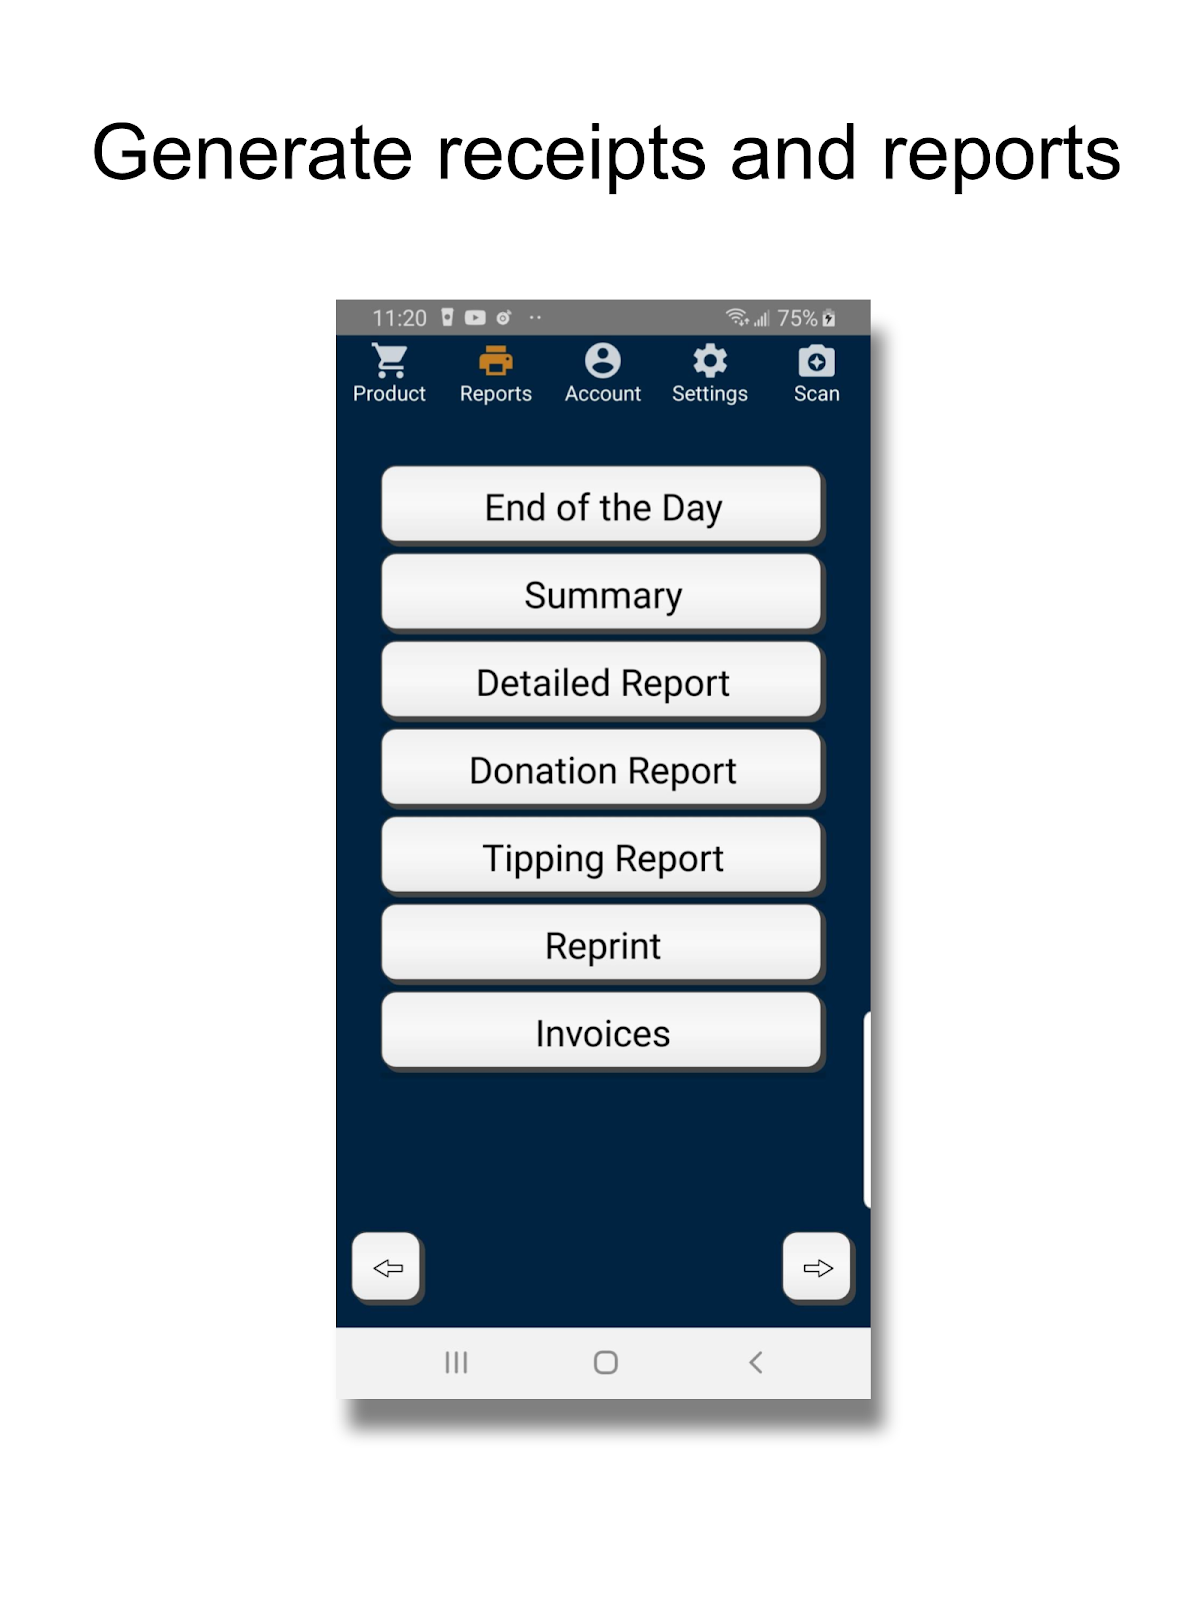 Generate receipts and reports
11:20 75%
Product Reports Account Settings Scan
End of the Day
Summary
Detailed Report
Donation Report
Tipping Report
Reprint
Invoices